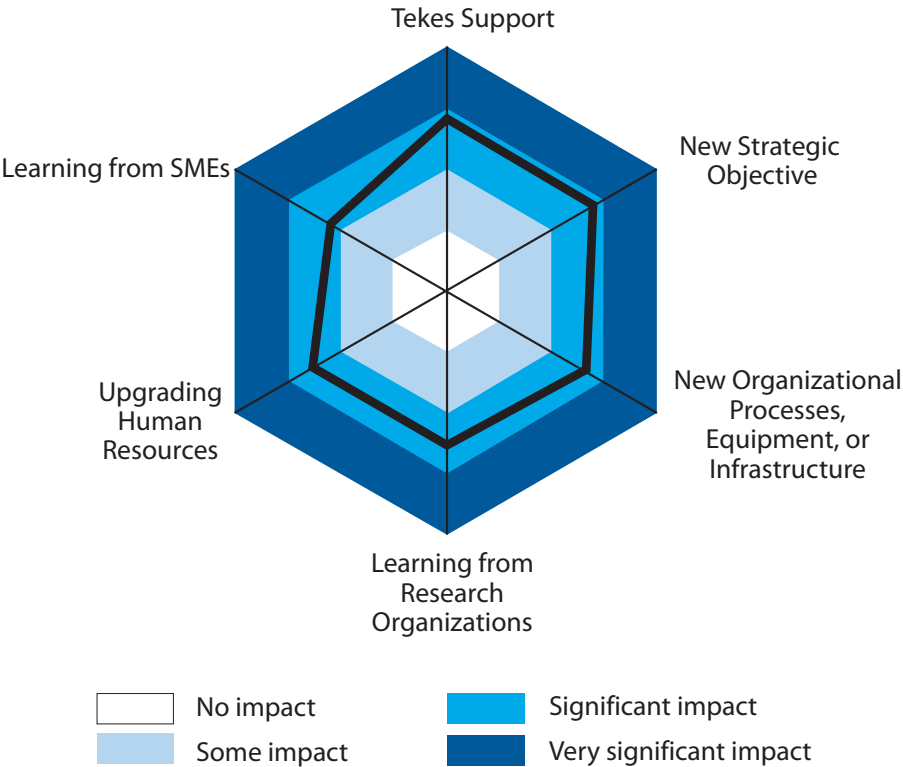 Tekes Support
New Strategic
Objective
Learning from SMEs
New Organizational
Processes,
Equipment, or
Infrastructure
Upgrading
Human
Resources
Learning from
Research
Organizations
No impact
Significant impact
Some impact
Very significant impact